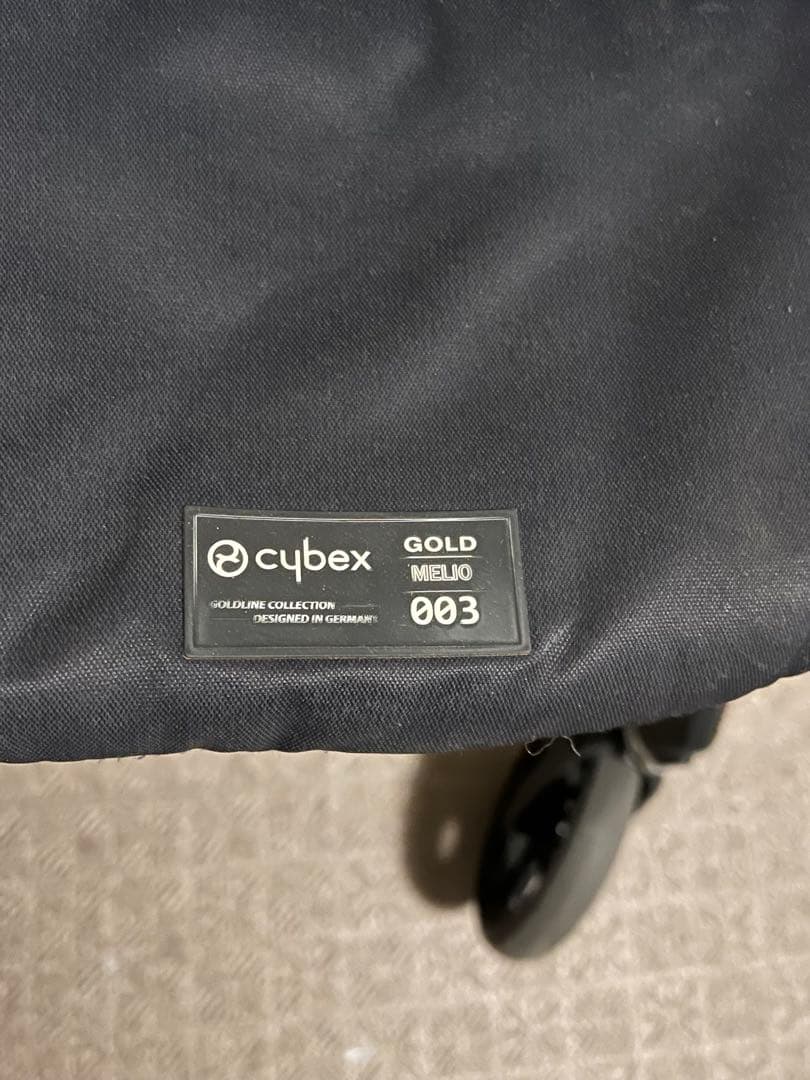 cybex
GOLDLINE COLLECTION
DESIGNED IN GERMANY
GOLD
MELIO
003